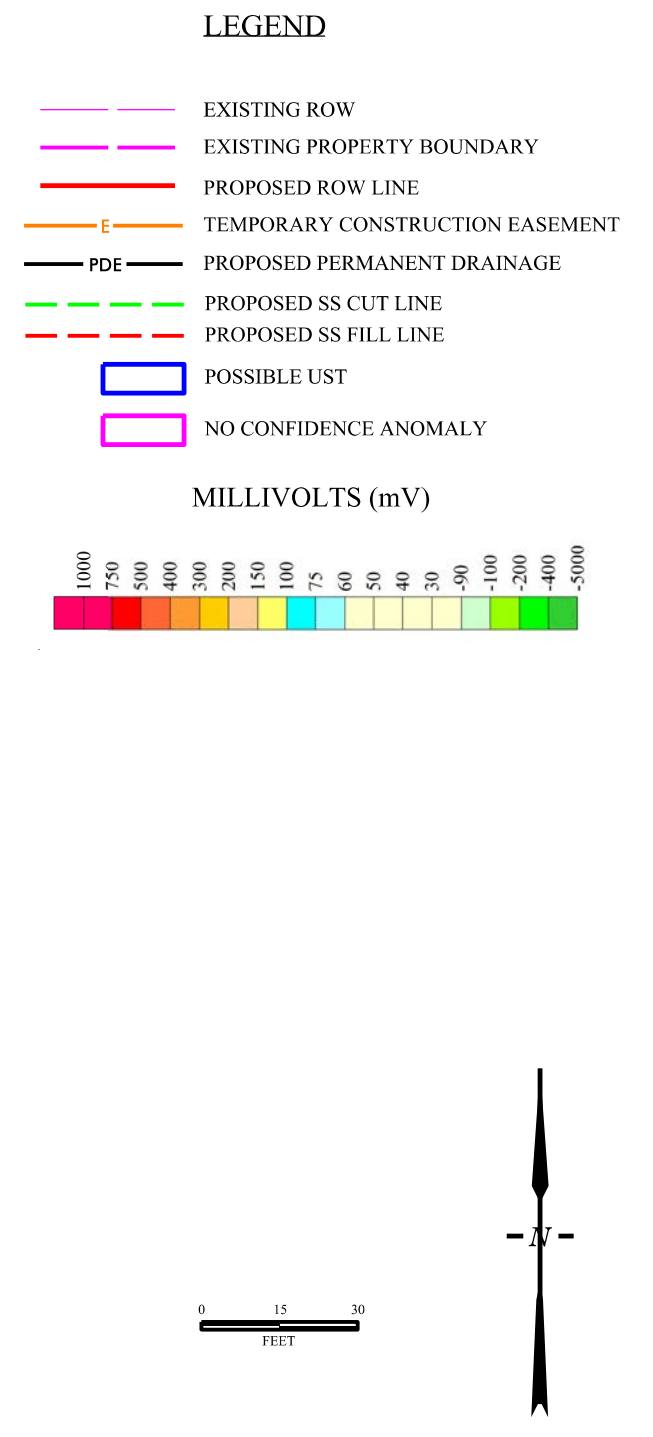 LEGEND
EXISTING ROW
EXISTING PROPERTY BOUNDARY
PROPOSED ROW LINE
E TEMPORARY CONSTRUCTION EASEMENT
PDE PROPOSED PERMANENT DRAINAGE
PROPOSED SS CUT LINE
PROPOSED SS FILL LINE
POSSIBLE UST
NO CONFIDENCE ANOMALY
MILLIVOLTS (mV)
1000 750 500 400 300 200 150 100 75 60 50 40 30 -90 -100 -200 -400 -5000
N
0 15 30
FEET